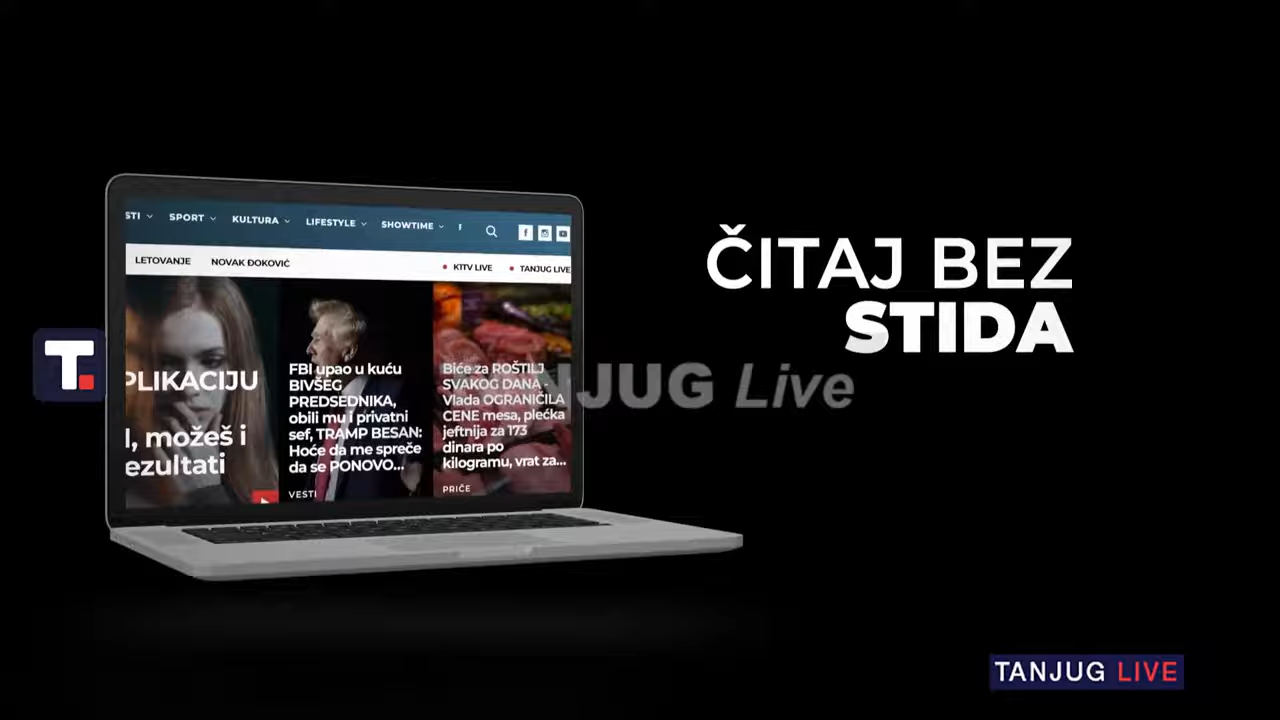 STI SPORT KULTURA LIFESTYLE SHOWTIME
LETOVANJE NOVAK ĐOKOVIĆ • K1TV LIVE • TANJUG LIVE
PLIKACIJU
I, možeš i
ezultati
FBI upao u kuću
BIVŠEG
PREDSEDNIKA,
obili mu i privatni
sef, TRAMP BESAN:
Hoće da me spreče
da se PONOVO...
VESTI
Biće za ROŠTILJ
SVAKOG DANA -
Vlada OGRANIČILA
CENE mesa, plećka
jeftnija za 173
dinara po
kilogramu, vrat za...
PRIČE
ČITAJ BEZ
STIDA
T.
TANJUG Live
TANJUG LIVE